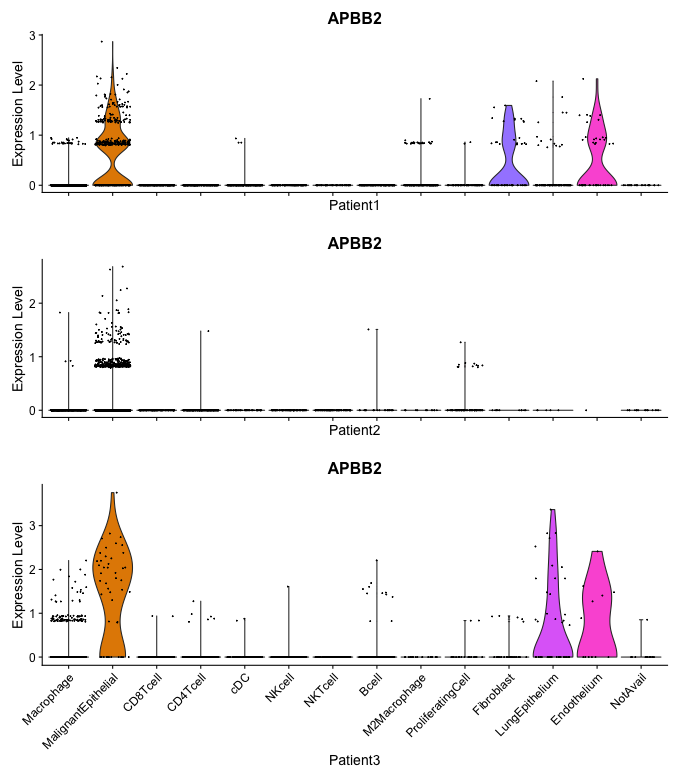 APBB2
Expression Level
3
2
1
0
Patient1
APBB2
Expression Level
2
1
0
Patient2
APBB2
Expression Level
3
2
1
0
Macrophage
MalignantEpithelial
CD8Tcell
CD4Tcell
cDC
NKcell
NKTcell
Bcell
M2Macrophage
ProliferatingCell
Fibroblast
LungEpithelium
Endothelium
NotAvail
Patient3